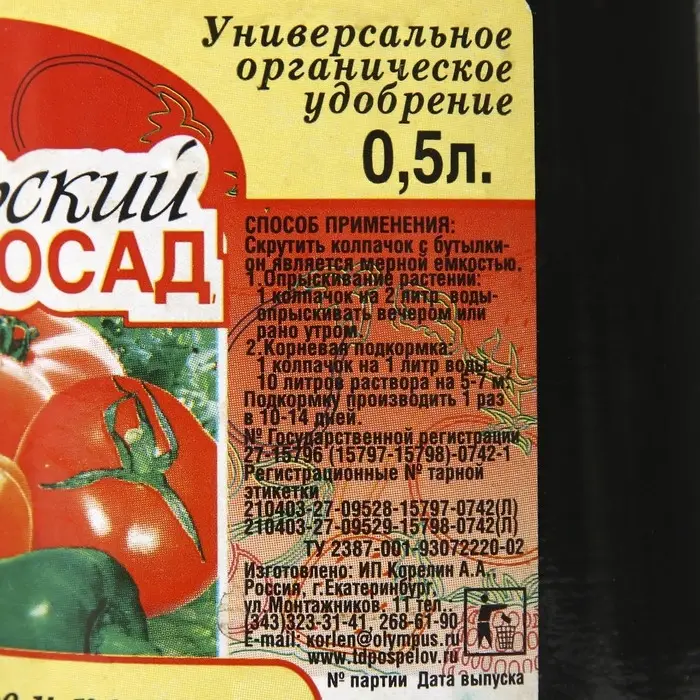 Универсальное
органическое
удобрение
0,5л.
ский
ОСАД
СПОСОБ ПРИМЕНЕНИЯ:
Скрутить колпачок с бутылки-
он является мерной емкостью.
1.Опрыскивание растений:
1 колпачок на 2 литр. воды-
опрыскивать вечером или
рано утром.
2.Корневая подкормка:
1 колпачок на 1 литр воды.
10 литров раствора на 5-7 м².
Подкормку производить 1 раз
в 10-14 дней.
№ Государственной регистрации
27-15796 (15797-15798)-0742-1
Регистрационные № тарной
этикетки
210403-27-09528-15797-0742(Л)
210403-27-09529-15798-0742(Л)
ТУ 2387-001-93072220-02
Изготовлено: ИП Корелин А.А.,
Россия, г.Екатеринбург,
ул.Монтажников, 11 тел.,
(343)323-31-41, 268-61-90
E-mail: korlen@olympus.ru
www.tdpospelov.ru
№ партии Дата выпуска